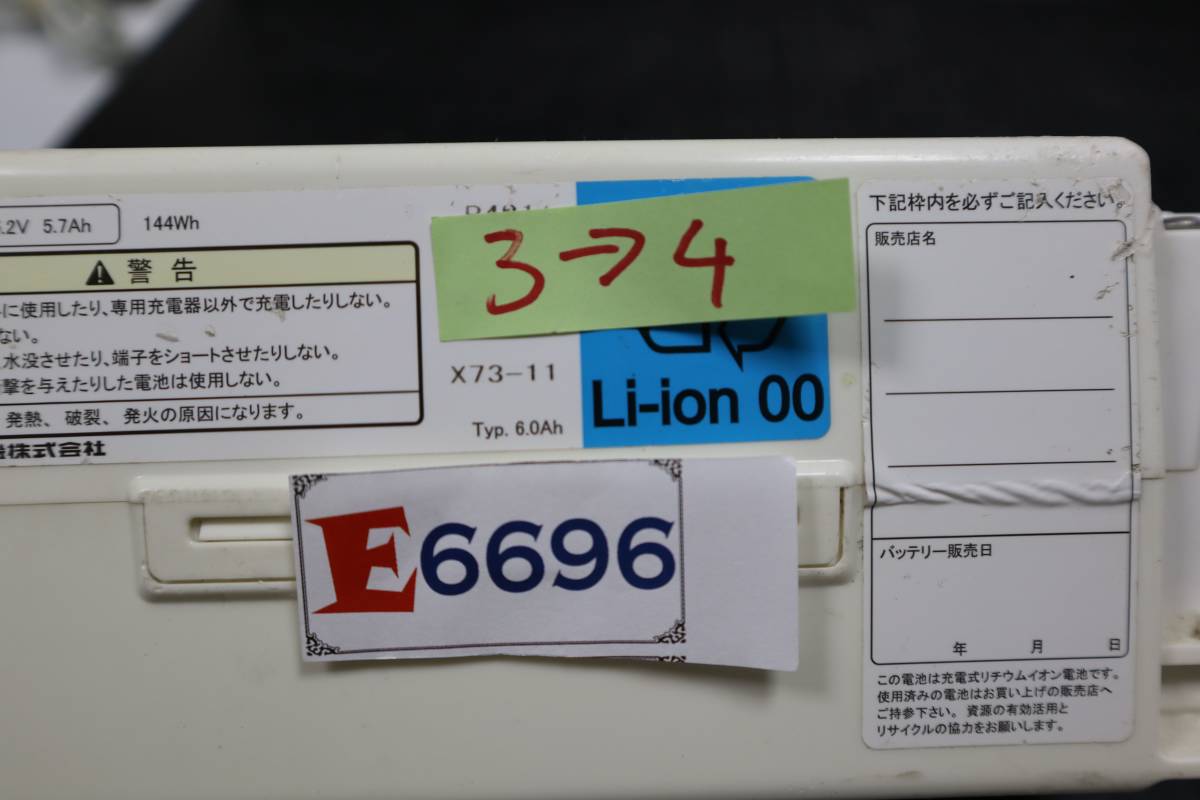 .2V 5.7Ah
144Wh
警告
に使用したり、専用充電器以外で充電したりしない。
ない。
水没させたり、端子をショートさせたりしない。
撃を与えたりした電池は使用しない。
発熱、破裂、発火の原因になります。
株式会社
3→4
X73-11
Typ. 6.0Ah
Li-ion 00
E6696
下記枠内を必ずご記入ください。
販売店名
バッテリー販売日
年 月 日
この電池は充電式リチウムイオン電池です。
使用済みの電池はお買い上げの販売店へ
ご持参下さい。資源の有効活用と
リサイクルの協力をお願いします。